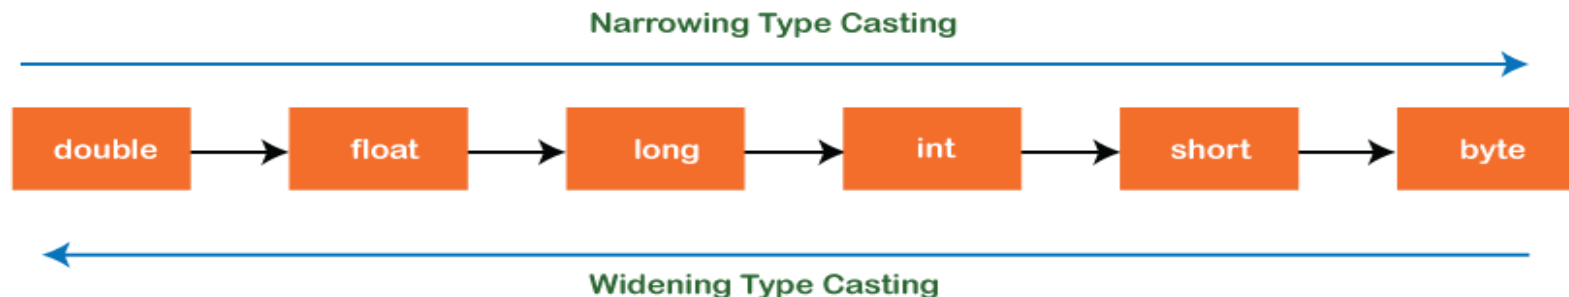 Narrowing Type Casting
double float long int short byte
Widening Type Casting